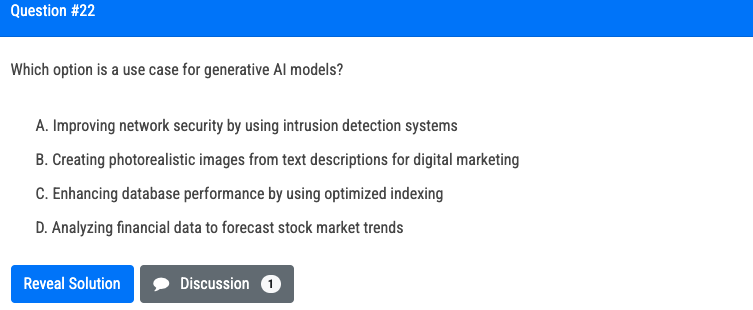 Question #22
Which option is a use case for generative AI models?
A. Improving network security by using intrusion detection systems
B. Creating photorealistic images from text descriptions for digital marketing
C. Enhancing database performance by using optimized indexing
D. Analyzing financial data to forecast stock market trends
Reveal Solution Discussion 1